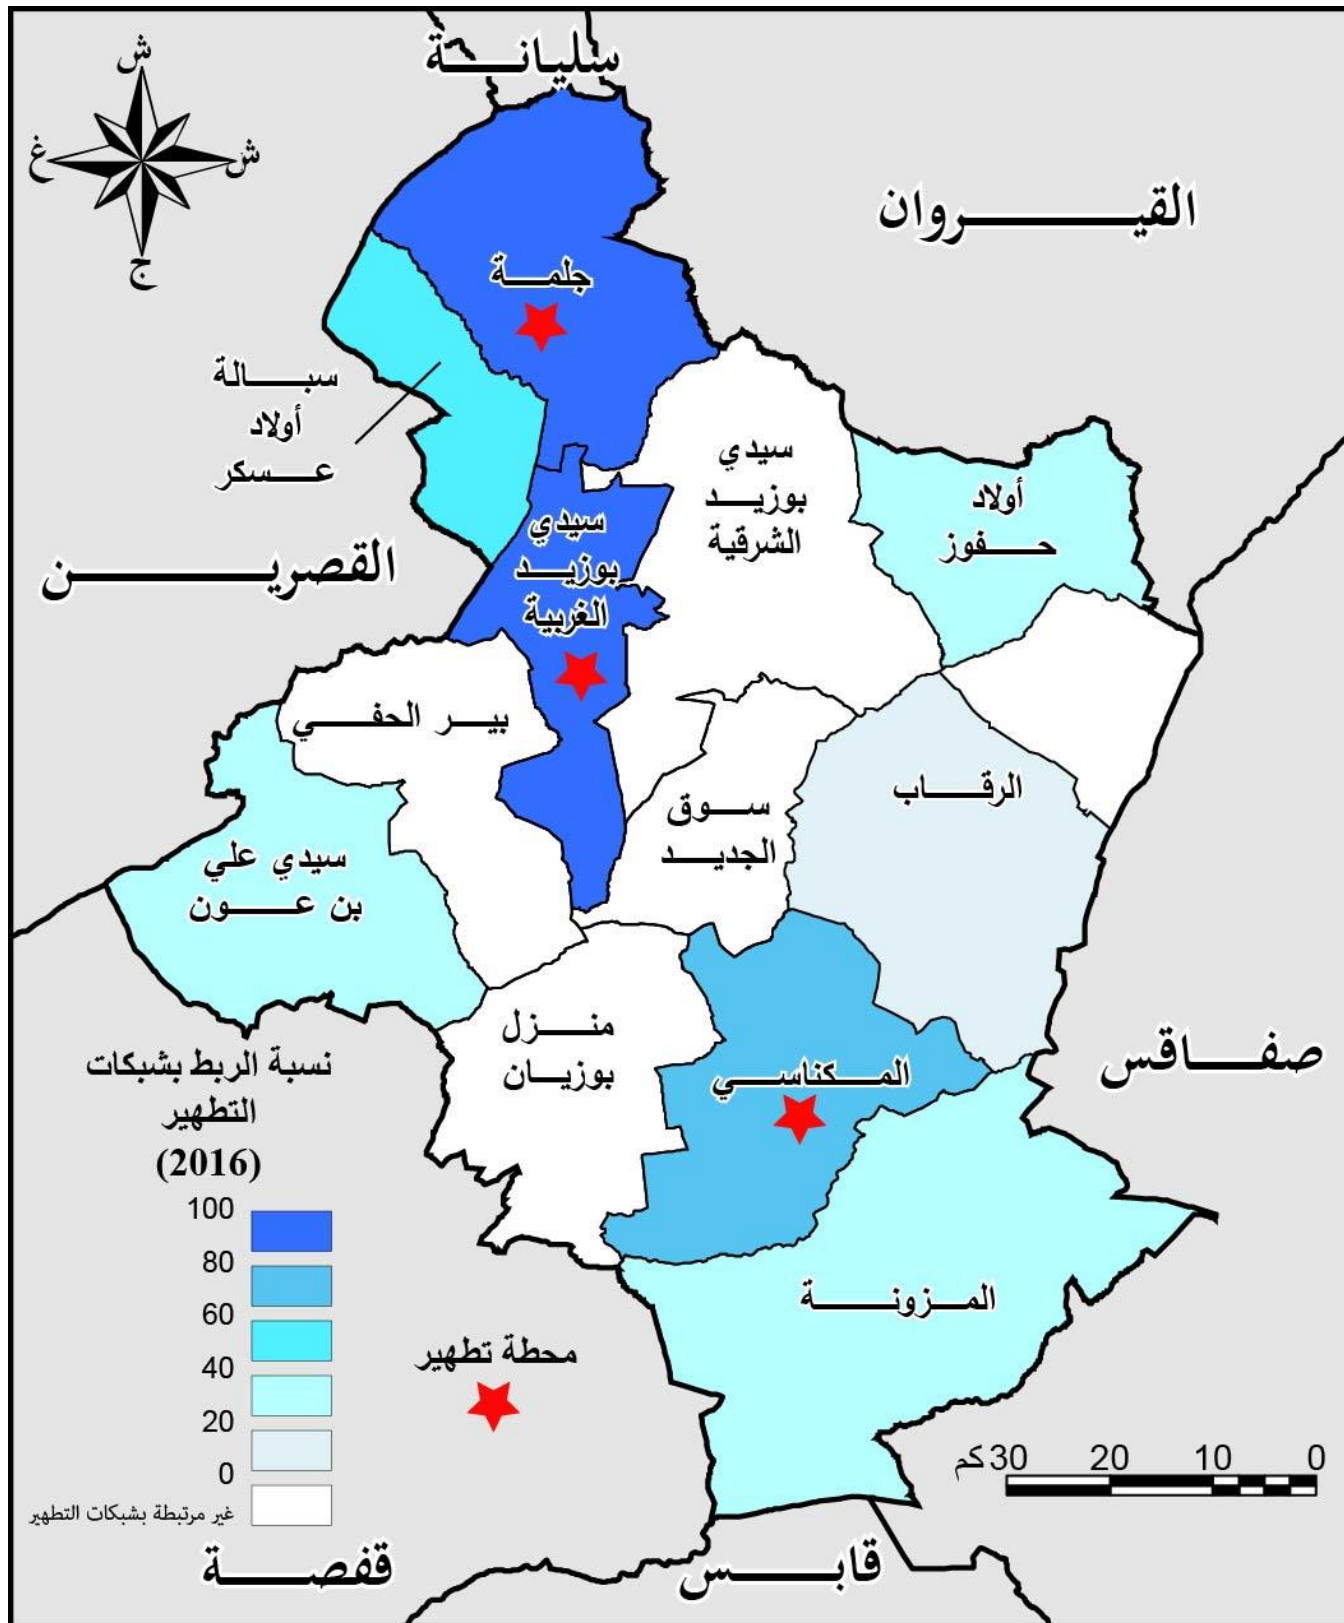 سليانة
ش
غ
ش
ج
القيروان
جلمة
سبالة
أولاد
عسكر
سيدي
بوزيد
الشرقية
أولاد
حفوز
سيدي
بوزيد
الغربية
القصرين
بير الحفي
الرقاب
سوق
الجديد
سيدي علي
بن عون
منزل
بوزيان
المكناسي
صفاقس
نسبة الربط بشبكات
التطهير
(2016)
100
80
60
40
20
0
غير مرتبطة بشبكات التطهير
المزونة
محطة تطهير
0 10 20 30 كم
قفصة
قابس